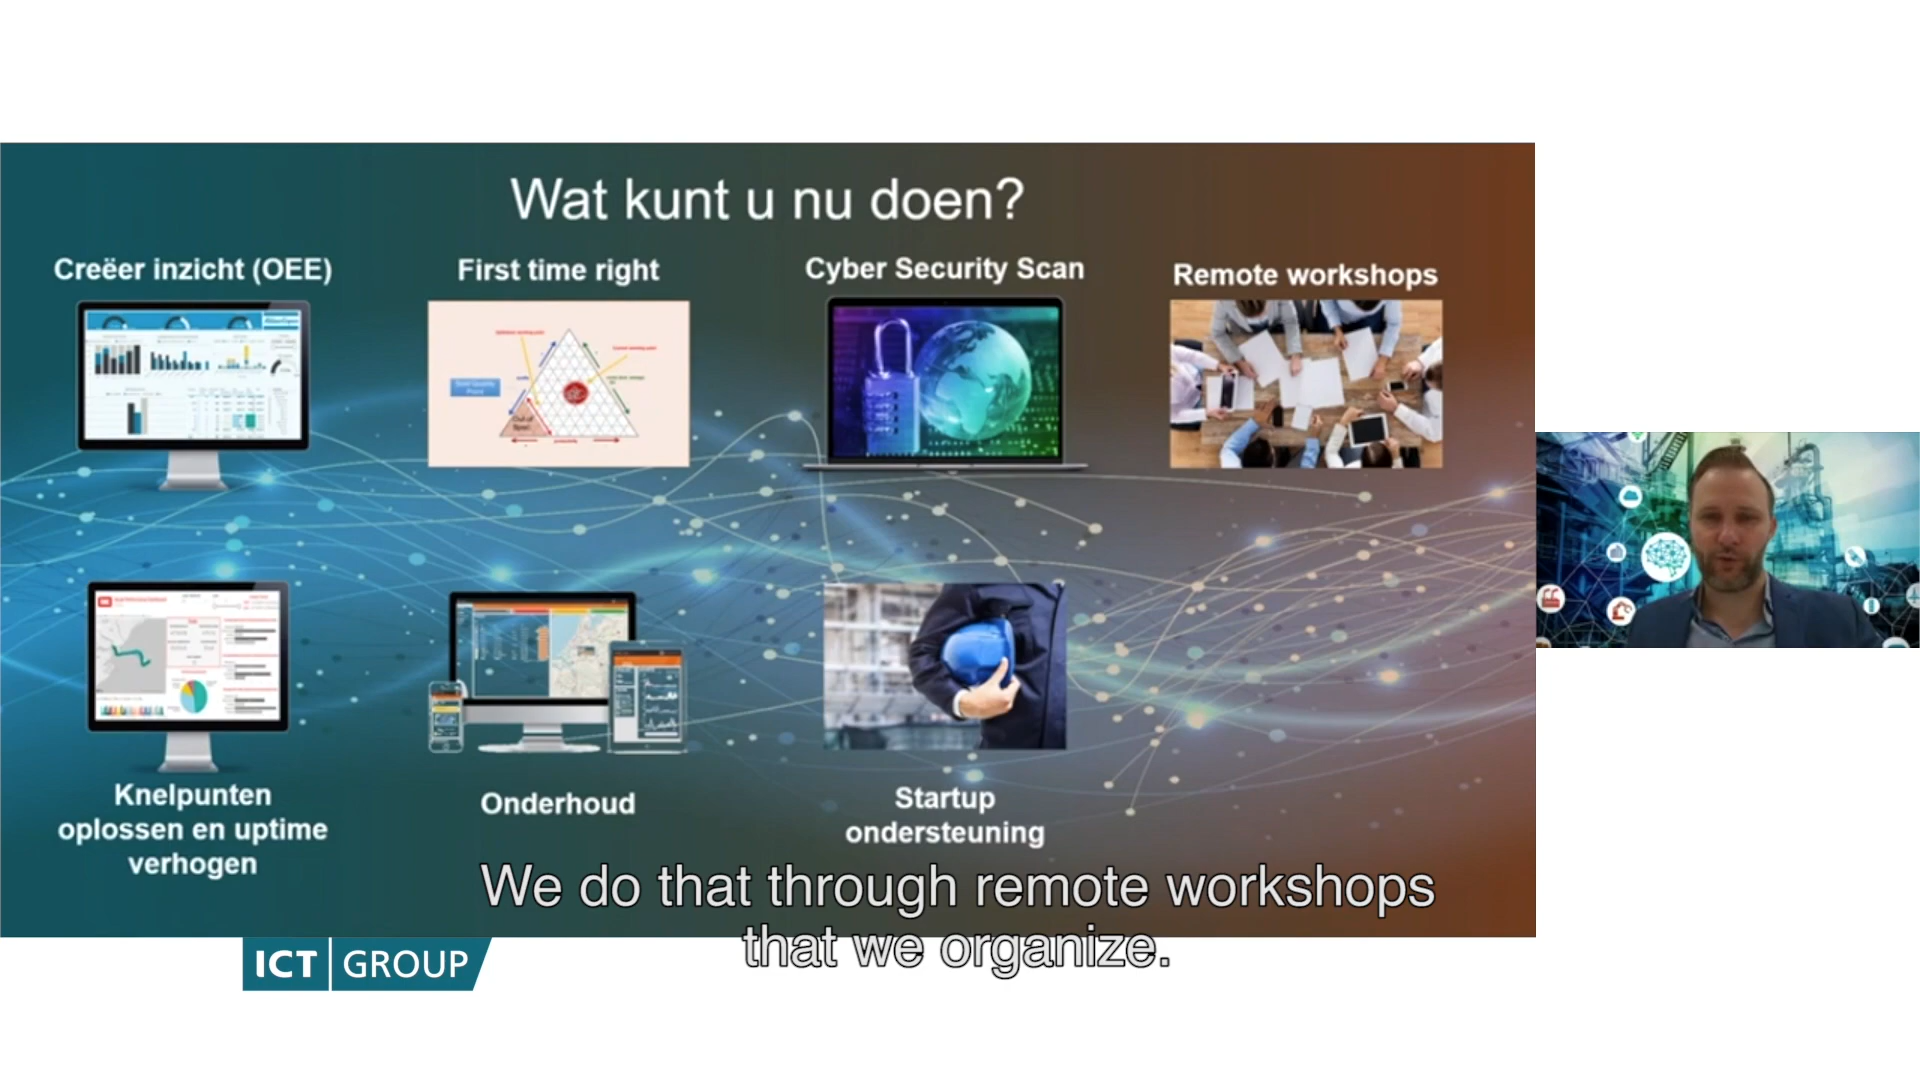 Wat kunt u nu doen?
Creëer inzicht (OEE)
First time right
Cyber Security Scan
Remote workshops
Knelpunten
oplossen en uptime
verhogen
Onderhoud
Startup
ondersteuning
We do that through remote workshops
that we organize.
ICT GROUP